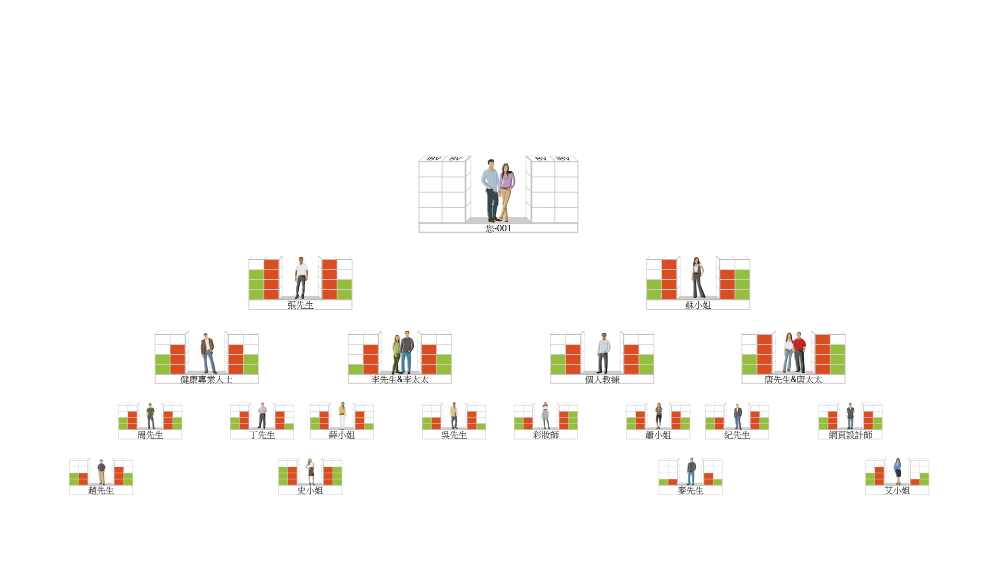 IBV BV BV IBV
您-001
張先生 蘇小姐
健康專業人士 李先生&李太太 個人教練 唐先生&唐太太
周先生 丁先生 薛小姐 吳先生 彩妝師 蕭小姐 紀先生 網頁設計師
趙先生 史小姐 麥先生 艾小姐